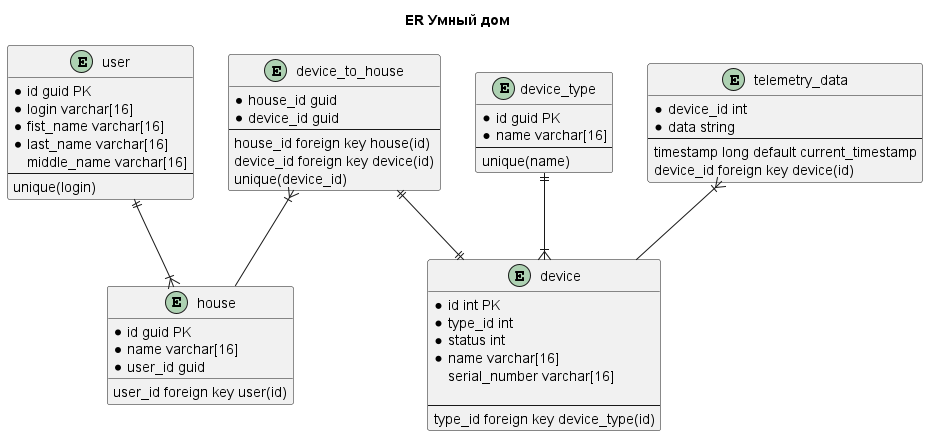 ER Умный дом
E user
* id guid PK
* login varchar[16]
* fist_name varchar[16]
* last_name varchar[16]
middle_name varchar[16]
unique(login)
E device_to_house
* house_id guid
* device_id guid
house_id foreign key house(id)
device_id foreign key device(id)
unique(device_id)
E device_type
* id guid PK
* name varchar[16]
unique(name)
E telemetry_data
* device_id int
* data string
timestamp long default current_timestamp
device_id foreign key device(id)
E house
* id guid PK
* name varchar[16]
* user_id guid
user_id foreign key user(id)
E device
* id int PK
* type_id int
* status int
* name varchar[16]
serial_number varchar[16]
type_id foreign key device_type(id)